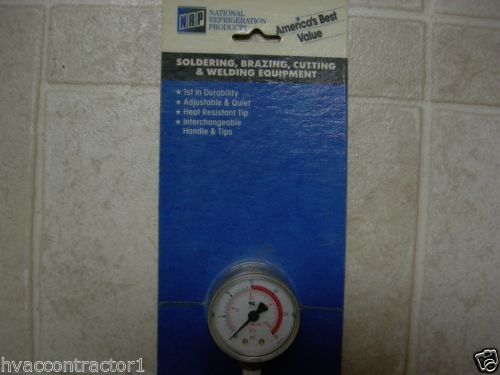 NRP
NATIONAL
REFRIGERATION
PRODUCTS
America's Best
Value
SOLDERING, BRAZING, CUTTING
& WELDING EQUIPMENT
★ 1st In Durability
★ Adjustable & Quiet
★ Heat Resistant Tip
★ Interchangeable
Handle & Tips
hvaccontractor1